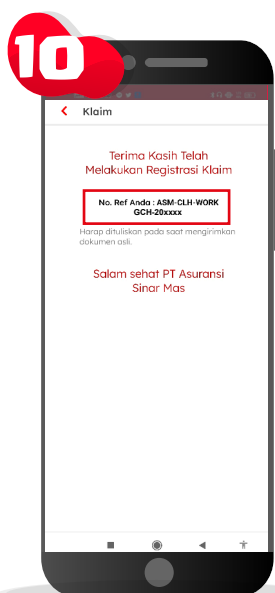 10
Klaim
Terima Kasih Telah
Melakukan Registrasi Klaim
No. Ref Anda : ASM-CLH-WORK
GCH-20xxxx
Harap dituliskan pada saat mengirimkan
dokumen asli.
Salam sehat PT Asuransi
Sinar Mas